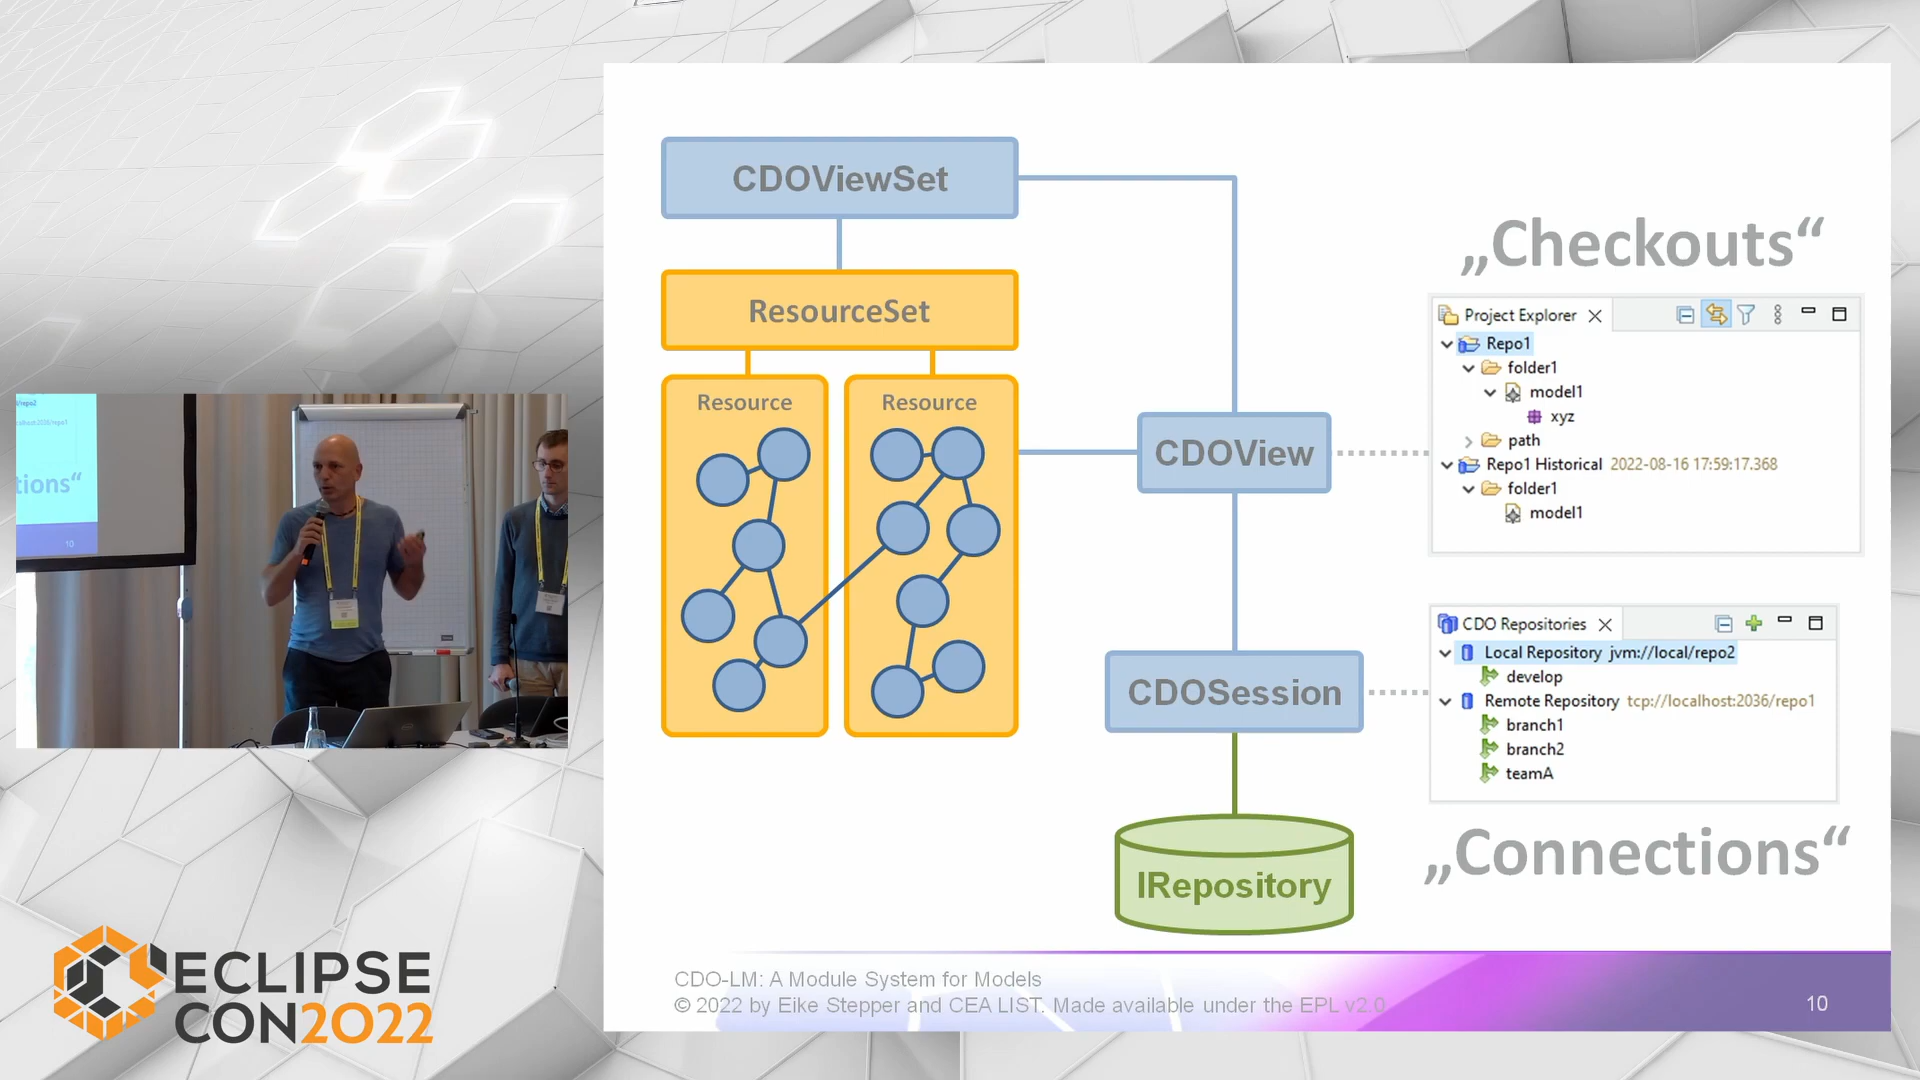 CDOViewSet
ResourceSet
Resource
Resource
CDOView
CDOSession
IRepository
„Checkouts“
Project Explorer
Repo1
folder1
model1
xyz
path
Repo1 Historical 2022-08-16 17:59:17.368
folder1
model1
CDO Repositories
Local Repository jvm://local/repo2
develop
Remote Repository tcp://localhost:2036/repo1
branch1
branch2
teamA
„Connections“
CDO-LM: A Module System for Models
© 2022 by Eike Stepper and CEA LIST. Made available under the EPL v2.0
10
tions“
10
ECLIPSE
CON2022